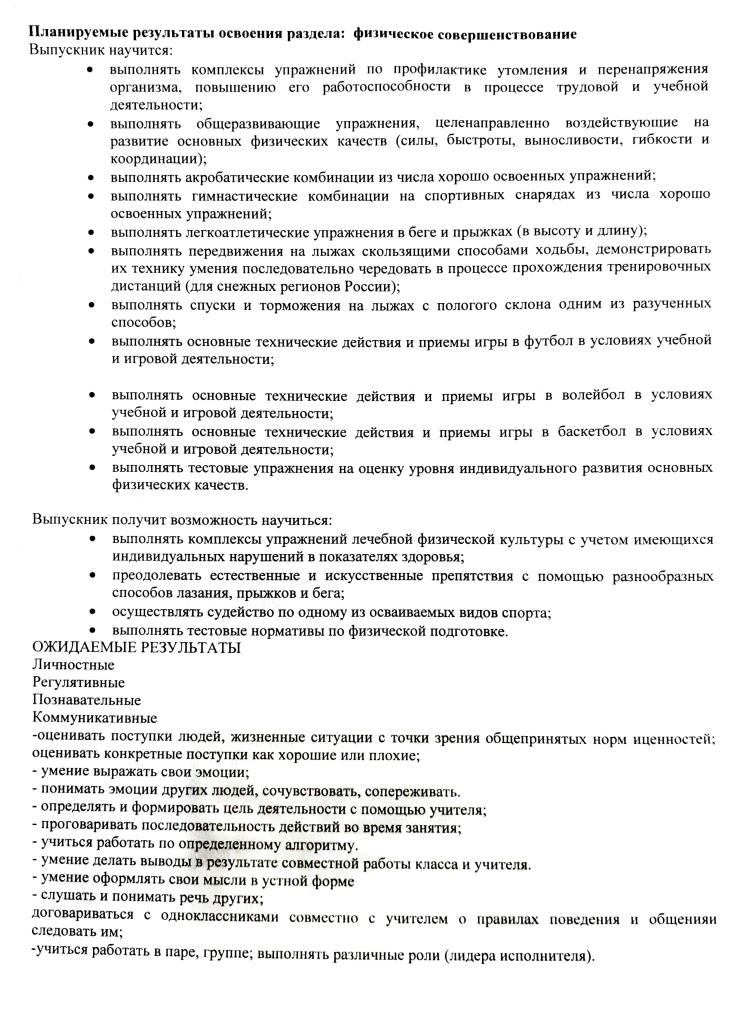 Планируемые результаты освоения раздела: физическое совершенствование
Выпускник научится:
• выполнять комплексы упражнений по профилактике утомления и перенапряжения
организма, повышению его работоспособности в процессе трудовой и учебной
деятельности;
• выполнять общеразвивающие упражнения, целенаправленно воздействующие на
развитие основных физических качеств (силы, быстроты, выносливости, гибкости и
координации);
• выполнять акробатические комбинации из числа хорошо освоенных упражнений;
• выполнять гимнастические комбинации на спортивных снарядах из числа хорошо
освоенных упражнений;
• выполнять легкоатлетические упражнения в беге и прыжках (в высоту и длину);
• выполнять передвижения на лыжах скользящими способами ходьбы, демонстрировать
их технику умения последовательно чередовать в процессе прохождения тренировочных
дистанций (для снежных регионов России);
• выполнять спуски и торможения на лыжах с пологого склона одним из разученных
способов;
• выполнять основные технические действия и приемы игры в футбол в условиях учебной
и игровой деятельности;
• выполнять основные технические действия и приемы игры в волейбол в условиях
учебной и игровой деятельности;
• выполнять основные технические действия и приемы игры в баскетбол в условиях
учебной и игровой деятельности;
• выполнять тестовые упражнения на оценку уровня индивидуального развития основных
физических качеств.
Выпускник получит возможность научиться:
• выполнять комплексы упражнений лечебной физической культуры с учетом имеющихся
индивидуальных нарушений в показателях здоровья;
• преодолевать естественные и искусственные препятствия с помощью разнообразных
способов лазания, прыжков и бега;
• осуществлять судейство по одному из осваиваемых видов спорта;
• выполнять тестовые нормативы по физической подготовке.
ОЖИДАЕМЫЕ РЕЗУЛЬТАТЫ
Личностные
Регулятивные
Познавательные
Коммуникативные
-оценивать поступки людей, жизненные ситуации с точки зрения общепринятых норм иценностей;
оценивать конкретные поступки как хорошие или плохие;
- умение выражать свои эмоции;
- понимать эмоции других людей, сочувствовать, сопереживать.
- определять и формировать цель деятельности с помощью учителя;
- проговаривать последовательность действий во время занятия;
- учиться работать по определенному алгоритму.
- умение делать выводы в результате совместной работы класса и учителя.
- умение оформлять свои мысли в устной форме
- слушать и понимать речь других;
договариваться с одноклассниками совместно с учителем о правилах поведения и общенияи
следовать им;
-учиться работать в паре, группе; выполнять различные роли (лидера исполнителя).